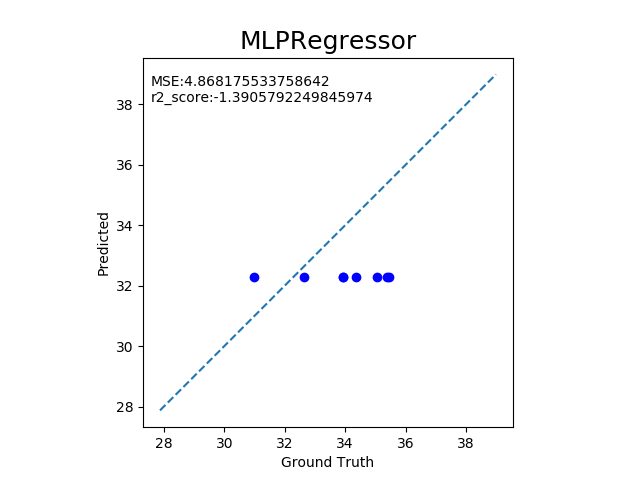 MLPRegressor
MSE:4.868175533758642
r2_score:-1.3905792249845974
38
36
34
32
30
28
Predicted
28 30 32 34 36 38
Ground Truth